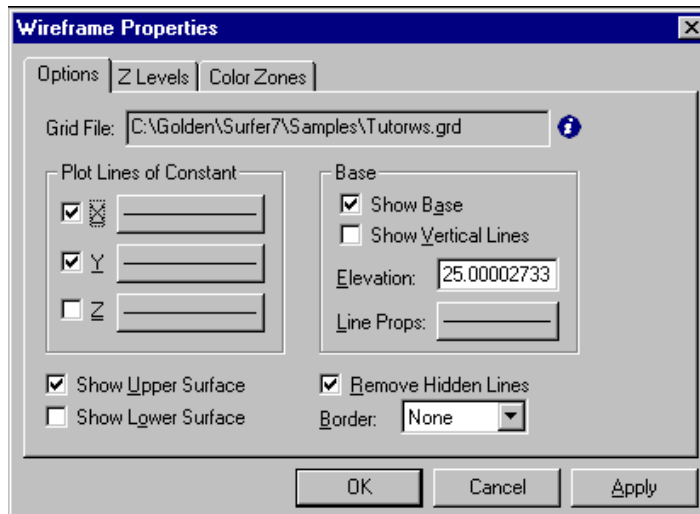 Wireframe Properties
Options Z Levels Color Zones
Grid File: C:\Golden\Surfer7\Samples\Tutorws.grd
Plot Lines of Constant
X
Y
Z
Base
Show Base
Show Vertical Lines
Elevation: 25.00002733
Line Props:
Show Upper Surface
Show Lower Surface
Remove Hidden Lines
Border: None
OK Cancel Apply